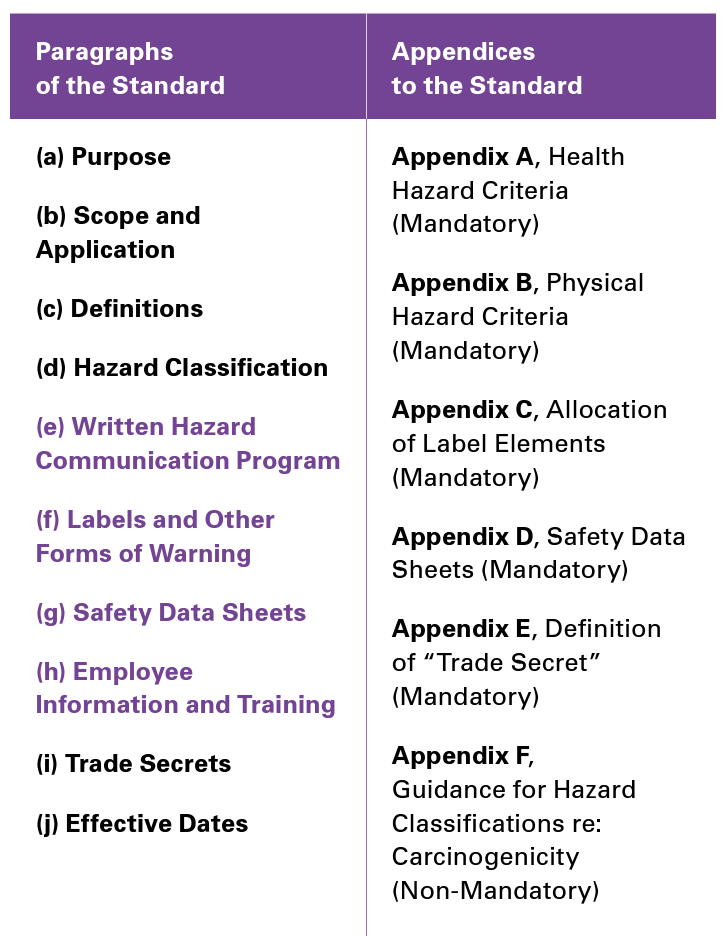 Paragraphs
of the Standard
(a) Purpose
(b) Scope and
Application
(c) Definitions
(d) Hazard Classification
(e) Written Hazard
Communication Program
(f) Labels and Other
Forms of Warning
(g) Safety Data Sheets
(h) Employee
Information and Training
(i) Trade Secrets
(j) Effective Dates
Appendices
to the Standard
Appendix A, Health
Hazard Criteria
(Mandatory)
Appendix B, Physical
Hazard Criteria
(Mandatory)
Appendix C, Allocation
of Label Elements
(Mandatory)
Appendix D, Safety Data
Sheets (Mandatory)
Appendix E, Definition
of “Trade Secret”
(Mandatory)
Appendix F,
Guidance for Hazard
Classifications re:
Carcinogenicity
(Non-Mandatory)